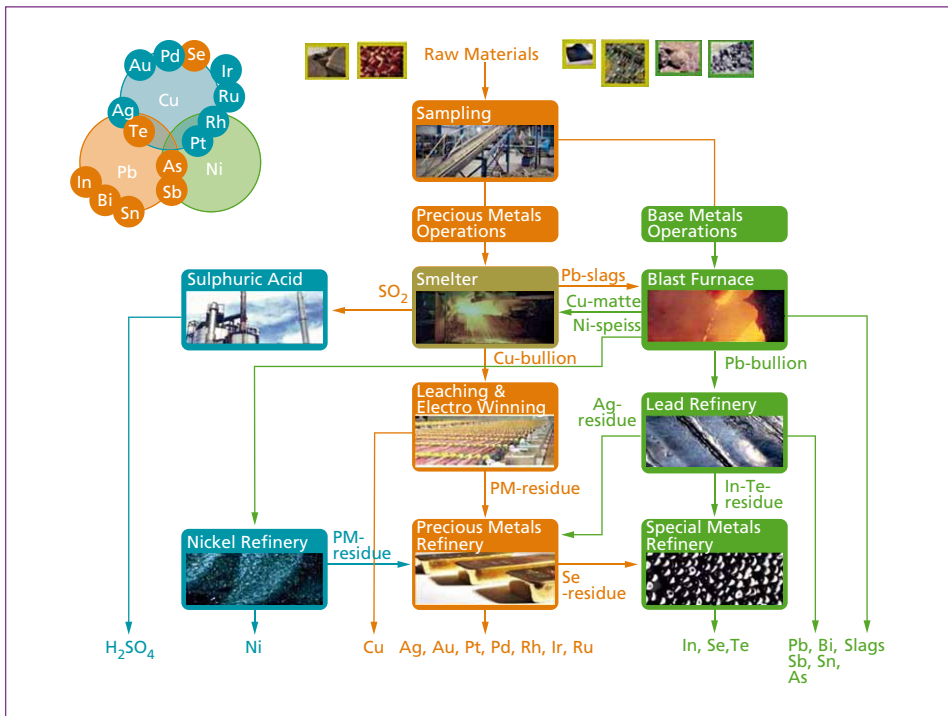 Raw Materials
Au
Pd
Se
Ir
Ru
Cu
Ag
Rh
Te
Pt
As
Pb
Ni
In
Sb
Bi
Sn
Sampling
Precious Metals
Operations
Base Metals
Operations
Sulphuric Acid
SO2
Smelter
Pb-slags
Cu-matte
Ni-speiss
Blast Furnace
Cu-bullion
Pb-bullion
Leaching &
Electro Winning
Ag-
residue
Lead Refinery
PM-residue
In-Te-
residue
Nickel Refinery
PM-
residue
Precious Metals
Refinery
Se
-residue
Special Metals
Refinery
H2SO4
Ni
Cu
Ag, Au, Pt, Pd, Rh, Ir, Ru
In, Se,Te
Pb, Bi,
Sb, Sn,
As
Slags